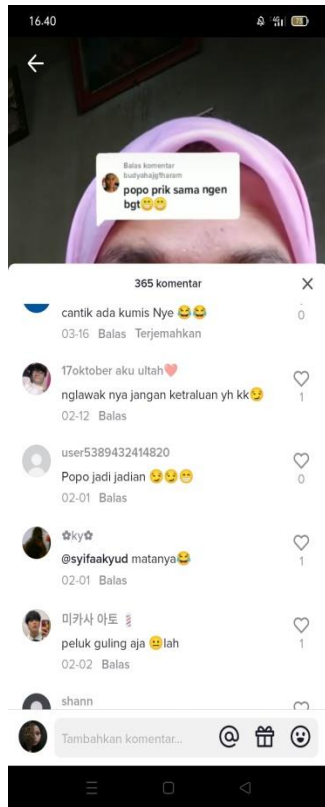 16.40
4G
73
Balas komentar
budyahajgtharam
popo prik sama ngen
bgt😬😬
365 komentar
cantik ada kumis Nye 😂😂
0
03-16 Balas Terjemahkan
17oktober aku ultah❤️
nglawak nya jangan ketraluan yh kk😏
1
02-12 Balas
user5389432414820
Popo jadi jadian 😏😏😁
0
02-01 Balas
✿ky✿
@syifaakyud matanya😂
1
02-01 Balas
미카사 아토 💈
peluk guling aja 😐lah
1
02-02 Balas
shann
Tambahkan komentar...